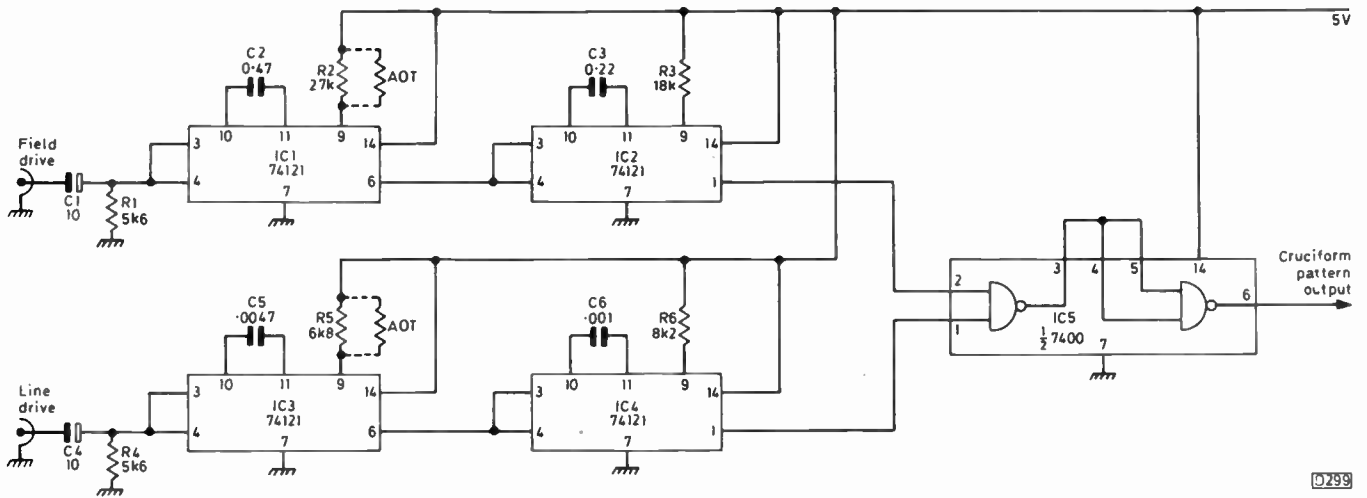 5V
C2
0.47
R2
27k
AOT
C3
0.22
R3
18k
10
11
9
3
4
14
6
7
IC1
74121
10
11
9
3
4
14
1
7
IC2
74121
Field
drive
C1
10
R1
5k6
C5
.0047
R5
6k8
AOT
C6
.001
R6
8k2
10
11
9
3
4
14
6
7
IC3
74121
10
11
9
3
4
14
1
7
IC4
74121
Line
drive
C4
10
R4
5k6
2
1
3
4
5
14
6
7
IC5
½7400
Cruciform
pattern
output
0299